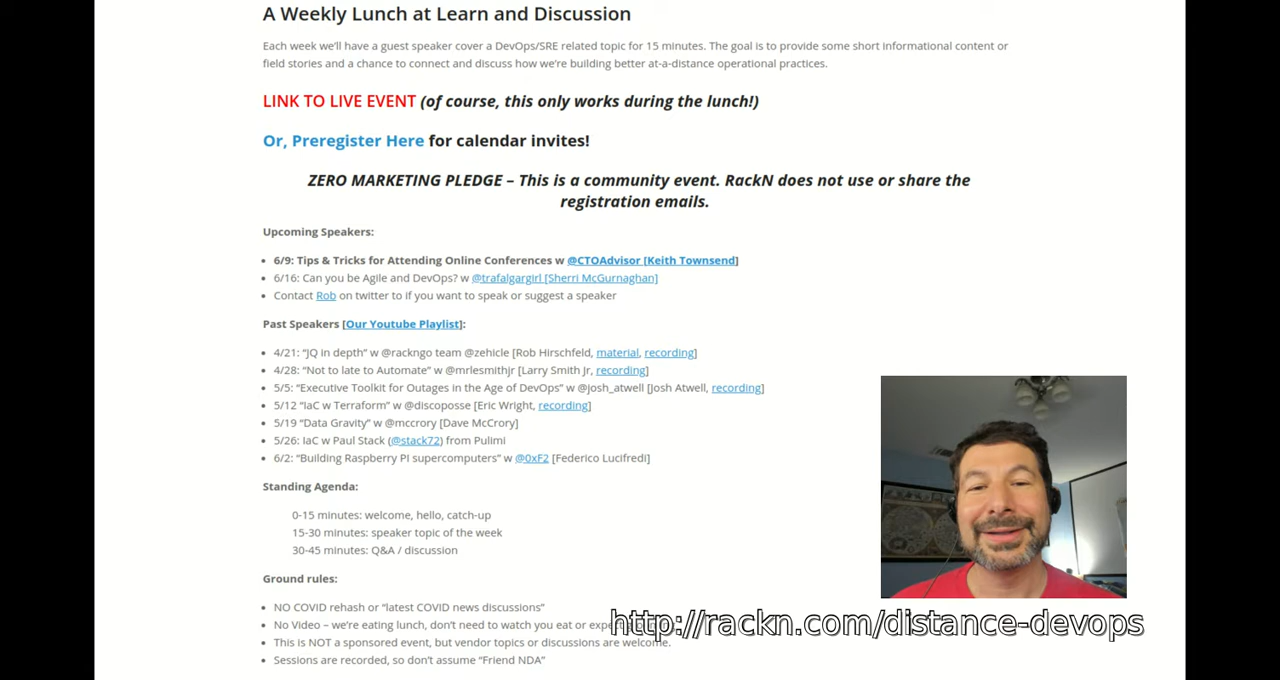 A Weekly Lunch at Learn and Discussion
Each week we'll have a guest speaker cover a DevOps/SRE related topic for 15 minutes. The goal is to provide some short informational content or
field stories and a chance to connect and discuss how we're building better at-a-distance operational practices.
LINK TO LIVE EVENT (of course, this only works during the lunch!)
Or, Preregister Here for calendar invites!
ZERO MARKETING PLEDGE – This is a community event. RackN does not use or share the
registration emails.
Upcoming Speakers:
• 6/9: Tips & Tricks for Attending Online Conferences w @CTOAdvisor [Keith Townsend]
• 6/16: Can you be Agile and DevOps? w @trafalgargirl [Sherri McGurnaghan]
• Contact Rob on twitter to if you want to speak or suggest a speaker
Past Speakers [Our Youtube Playlist]:
• 4/21: “JQ in depth” w @rackngo team @zehicle [Rob Hirschfeld, material, recording]
• 4/28: “Not to late to Automate” w @mrlesmithjr [Larry Smith Jr, recording]
• 5/5: “Executive Toolkit for Outages in the Age of DevOps” w @josh_atwell [Josh Atwell, recording]
• 5/12 “IaC w Terraform” w @discoposse [Eric Wright, recording]
• 5/19 “Data Gravity” w @mccrory [Dave McCrory]
• 5/26: IaC w Paul Stack (@stack72) from Pulimi
• 6/2: “Building Raspberry PI supercomputers” w @0xF2 [Federico Lucifredi]
Standing Agenda:
0-15 minutes: welcome, hello, catch-up
15-30 minutes: speaker topic of the week
30-45 minutes: Q&A / discussion
Ground rules:
• NO COVID rehash or “latest COVID news discussions”
• No Video – we're eating lunch, don't need to watch you eat or
http://rackn.com/distance-devops
• This is NOT a sponsored event, but vendor topics or discussions are welcome.
• Sessions are recorded, so don't assume “Friend NDA”